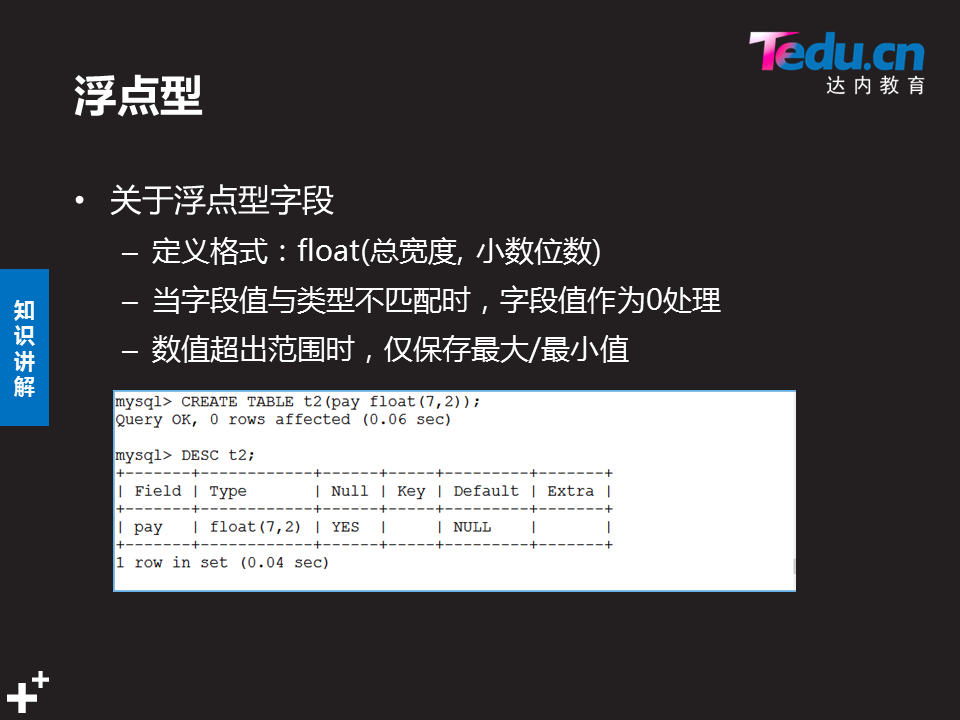 Tedu.cn
达内教育
浮点型
• 关于浮点型字段
– 定义格式：float(总宽度, 小数位数)
– 当字段值与类型不匹配时，字段值作为0处理
– 数值超出范围时，仅保存最大/最小值
知识讲解
mysql> CREATE TABLE t2(pay float(7,2));
Query OK, 0 rows affected (0.06 sec)
mysql> DESC t2;
+-------+------------+------+-----+---------+-------+
| Field | Type       | Null | Key | Default | Extra |
+-------+------------+------+-----+---------+-------+
| pay   | float(7,2) | YES  |     | NULL    |       |
+-------+------------+------+-----+---------+-------+
1 row in set (0.04 sec)